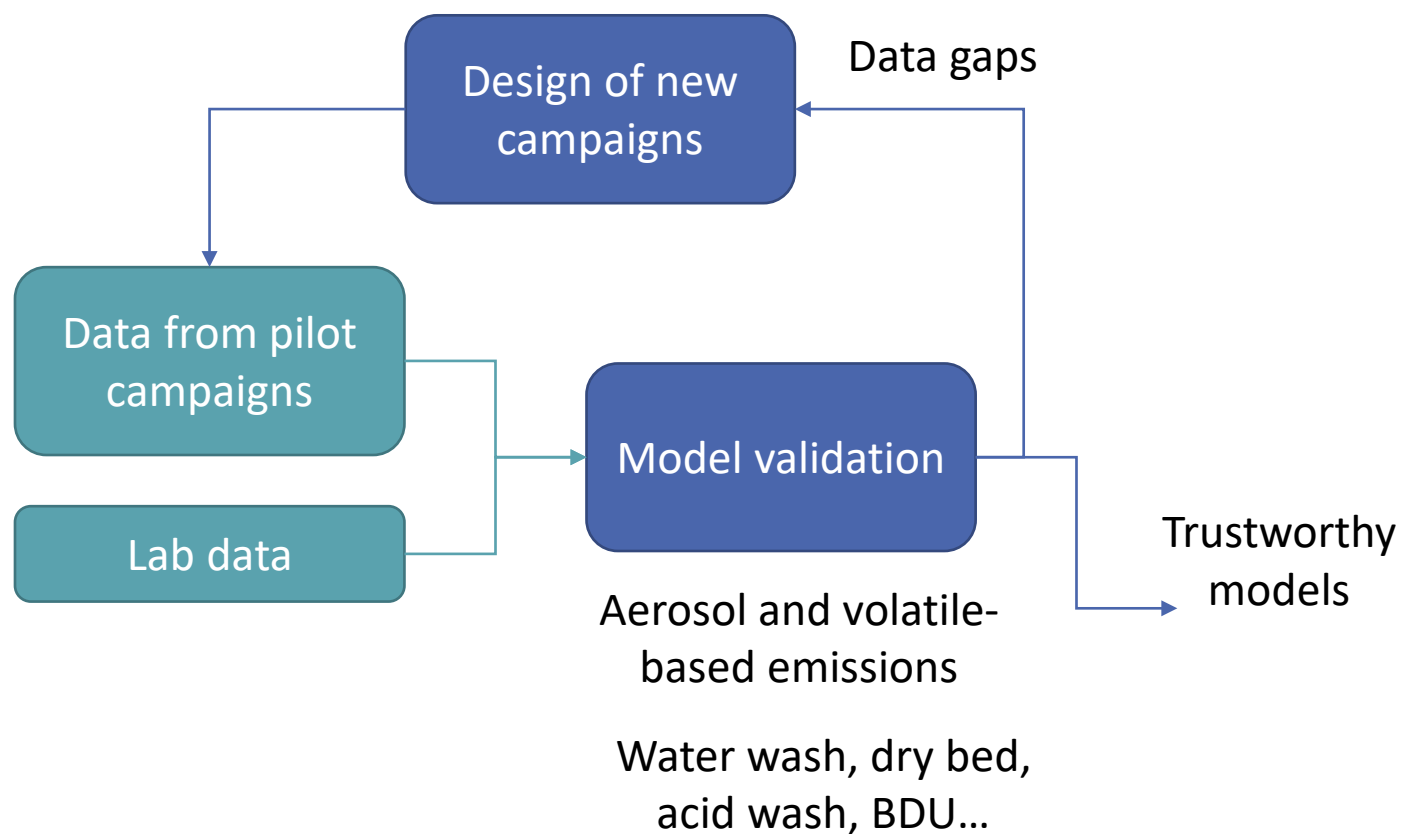 Design of new
campaigns
Data gaps
Data from pilot
campaigns
Lab data
Model validation
Trustworthy
models
Aerosol and volatile-
based emissions
Water wash, dry bed,
acid wash, BDU…